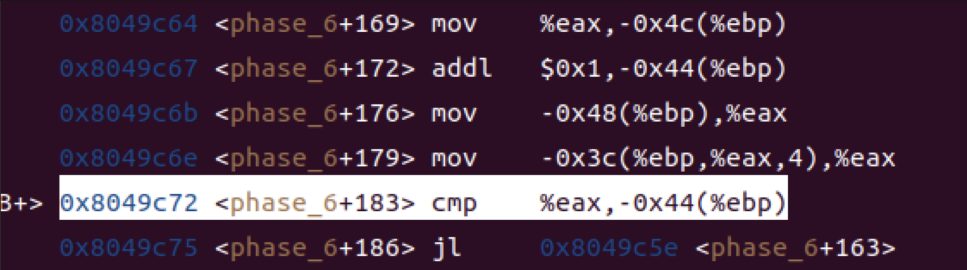 0x8049c64 <phase_6+169> mov %eax,-0x4c(%ebp)
0x8049c67 <phase_6+172> addl $0x1,-0x44(%ebp)
0x8049c6b <phase_6+176> mov -0x48(%ebp),%eax
0x8049c6e <phase_6+179> mov -0x3c(%ebp,%eax,4),%eax
B+> 0x8049c72 <phase_6+183> cmp %eax,-0x44(%ebp)
0x8049c75 <phase_6+186> jl 0x8049c5e <phase_6+163>